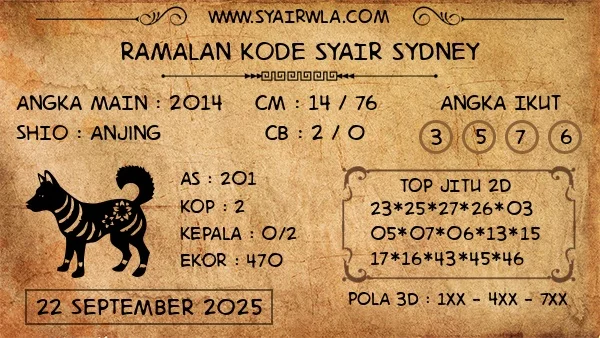 WWW.SYAIRWLA.COM
RAMALAN KODE SYAIR SYDNEY
ANGKA MAIN : 2014 CM : 14 / 76 ANGKA IKUT
SHIO : ANJING CB : 2 / 0 3 5 7 6
AS : 201
KOP : 2
KEPALA : 0/2
EKOR : 470
TOP JITU 2D
23*25*27*26*03
05*07*06*13*15
17*16*43*45*46
22 SEPTEMBER 2025
POLA 3D : 1XX - 4XX - 7XX